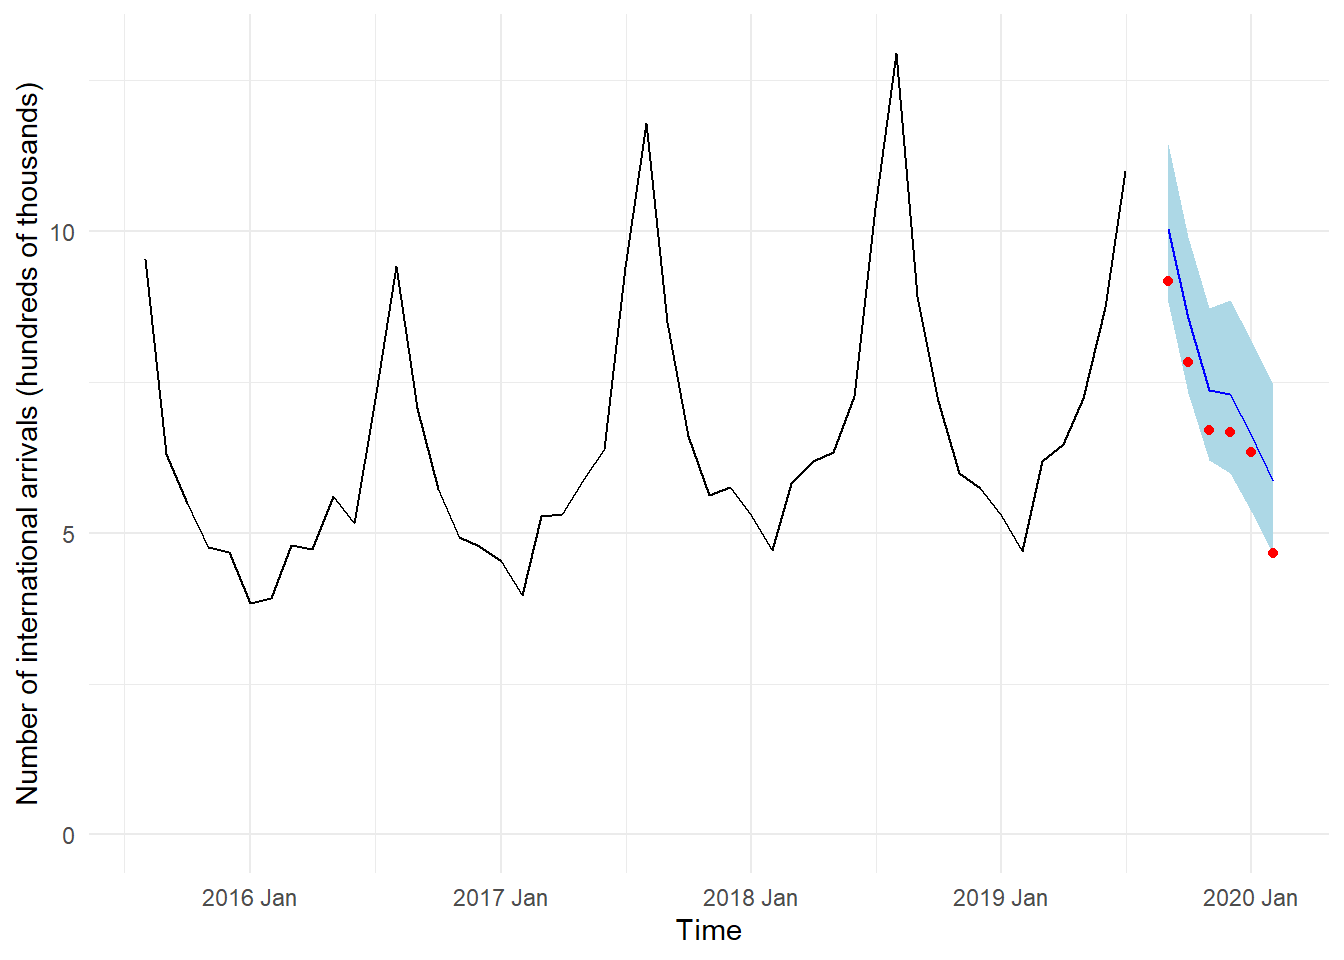 Number of international arrivals (hundreds of thousands)
10
5
0
2016 Jan
2017 Jan
2018 Jan
2019 Jan
2020 Jan
Time